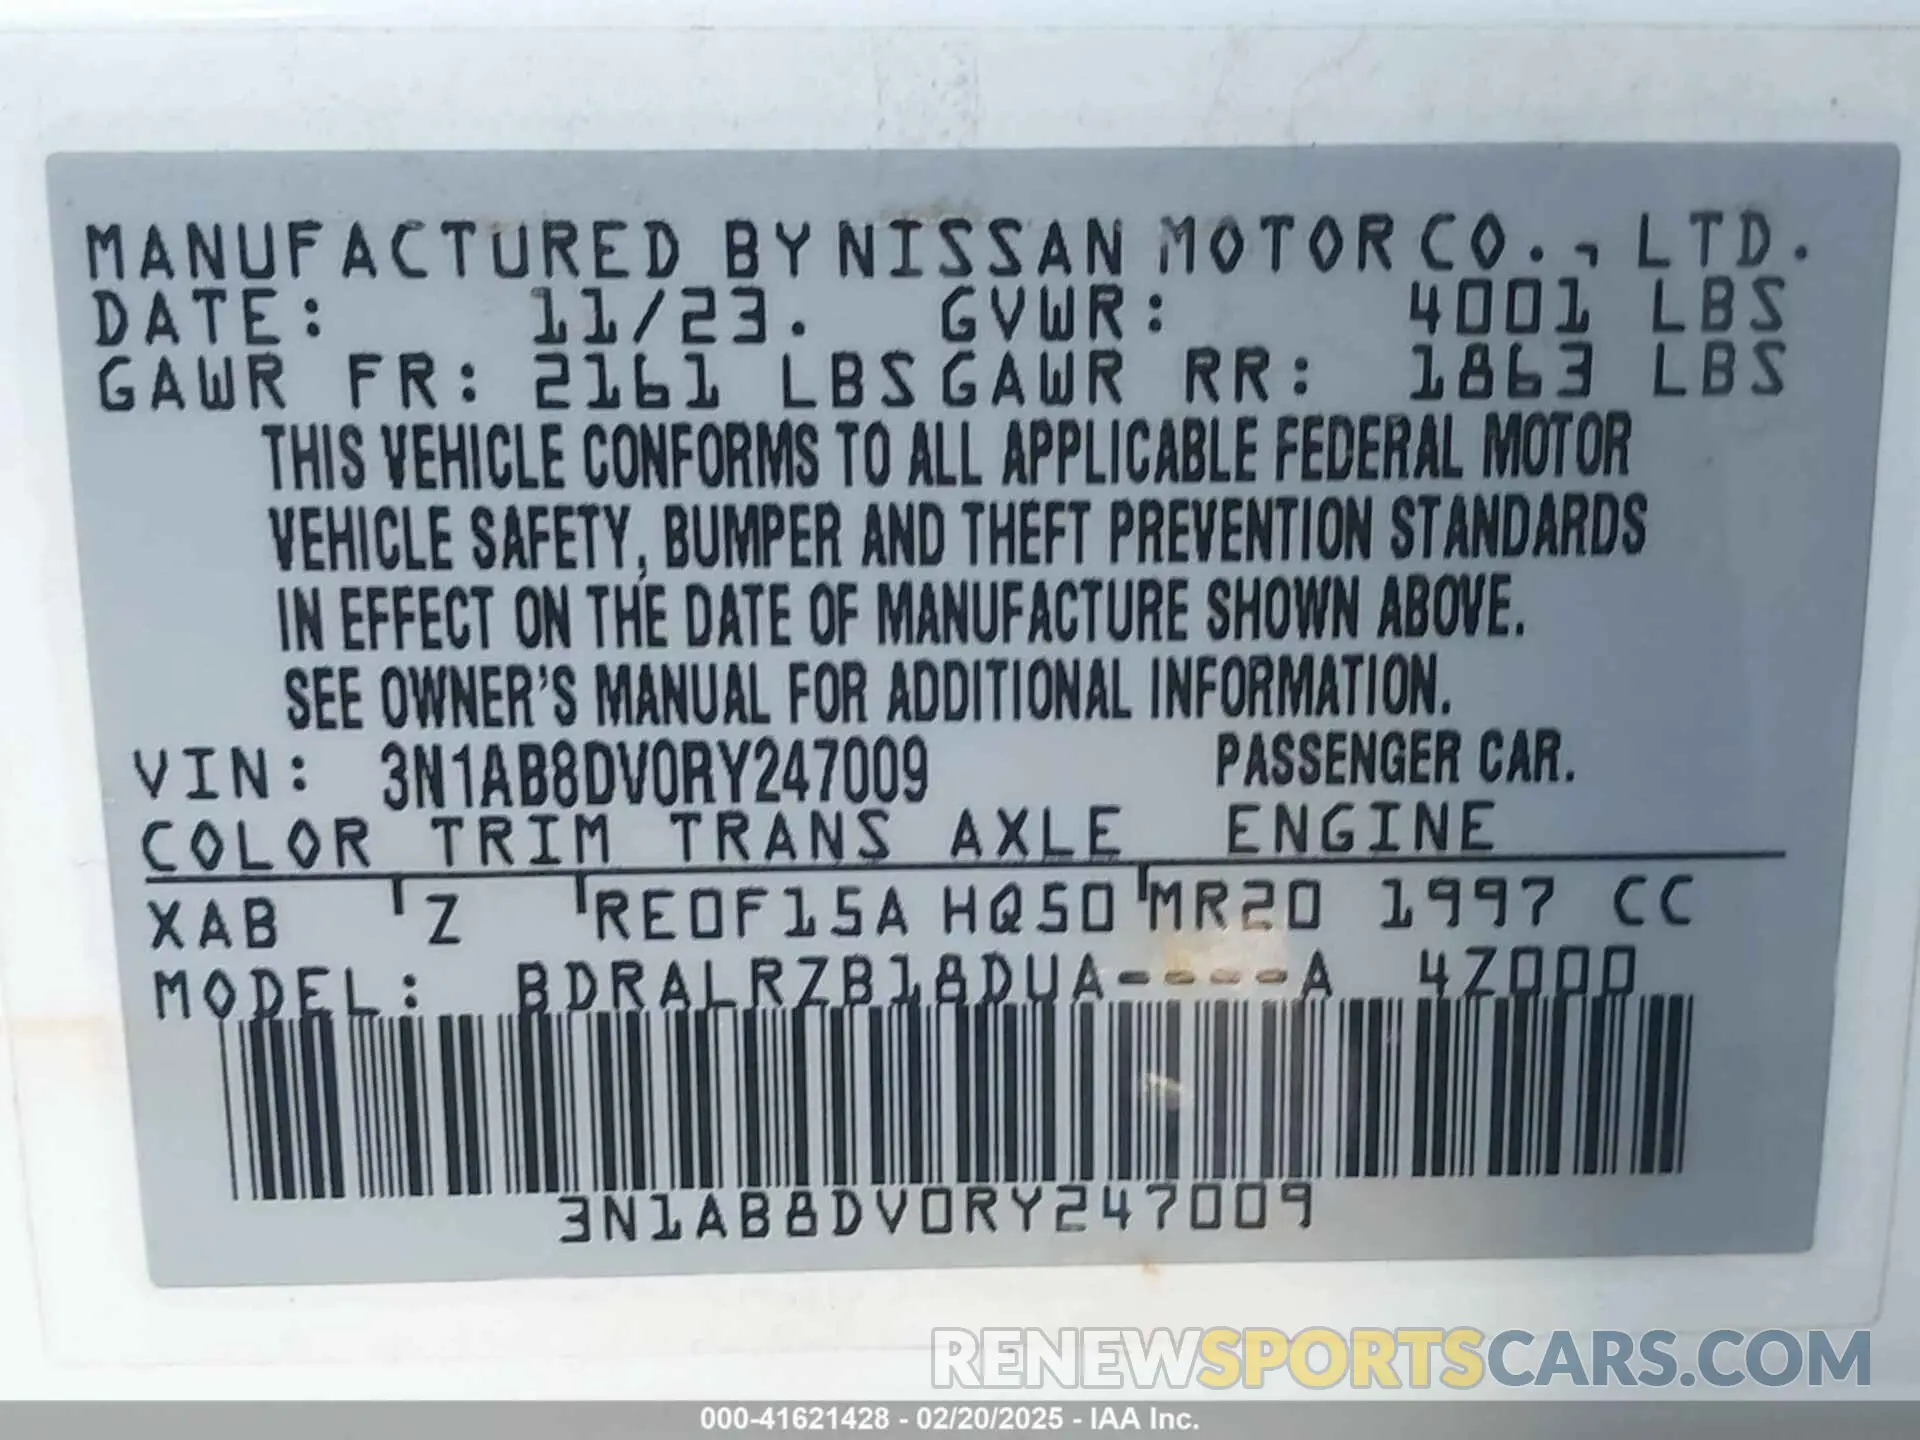 MANUFACTURED BY NISSAN MOTOR CO., LTD.
DATE: 11/23. GVWR: 4001 LBS
GAWR FR: 2161 LBS GAWR RR: 1863 LBS
THIS VEHICLE CONFORMS TO ALL APPLICABLE FEDERAL MOTOR
VEHICLE SAFETY, BUMPER AND THEFT PREVENTION STANDARDS
IN EFFECT ON THE DATE OF MANUFACTURE SHOWN ABOVE.
SEE OWNER'S MANUAL FOR ADDITIONAL INFORMATION.
VIN: 3N1AB8DV0RY247009 PASSENGER CAR.
COLOR TRIM TRANS AXLE ENGINE
XAB Z RE0F15A HQ50 MR20 1997 CC
MODEL: BDRALRZB18DUA----A 4Z000
3N1AB8DV0RY247009
RENEWSPORTSCARS.COM
000-41621428 - 02/20/2025 - IAA Inc.